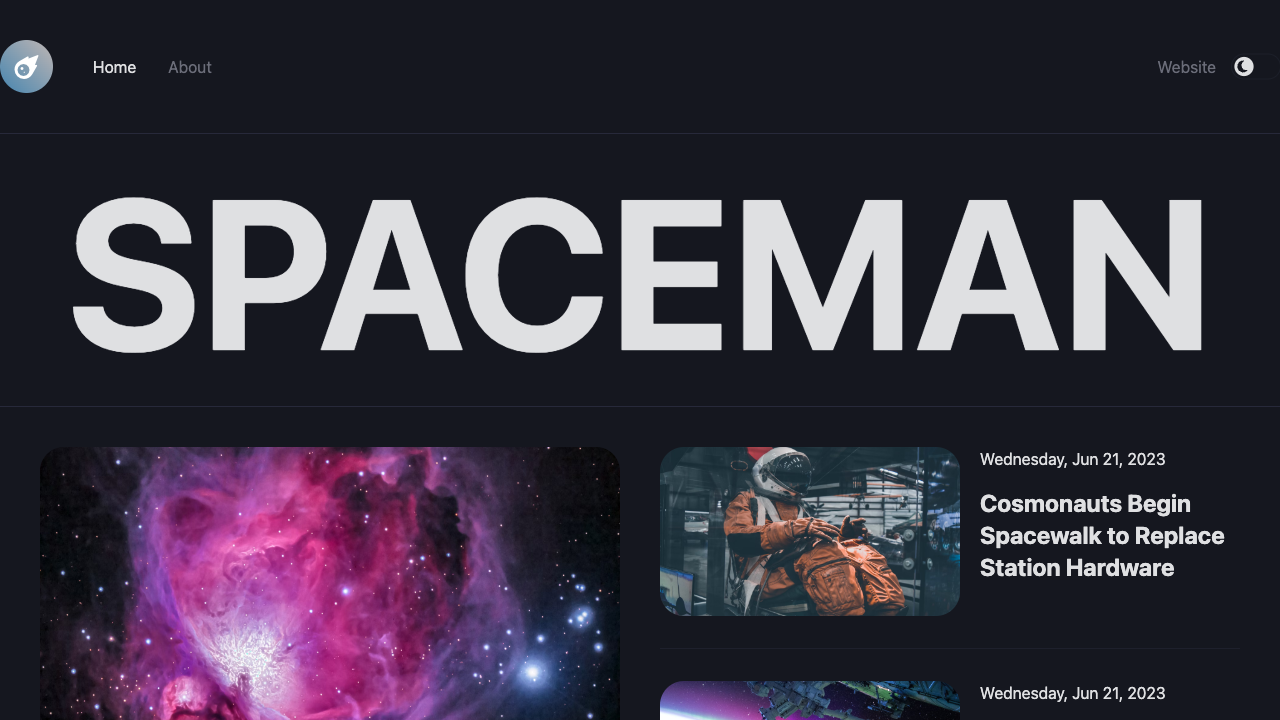 Home
About
Website
SPACEMAN
Wednesday, Jun 21, 2023
Cosmonauts Begin
Spacewalk to Replace
Station Hardware
Wednesday, Jun 21, 2023